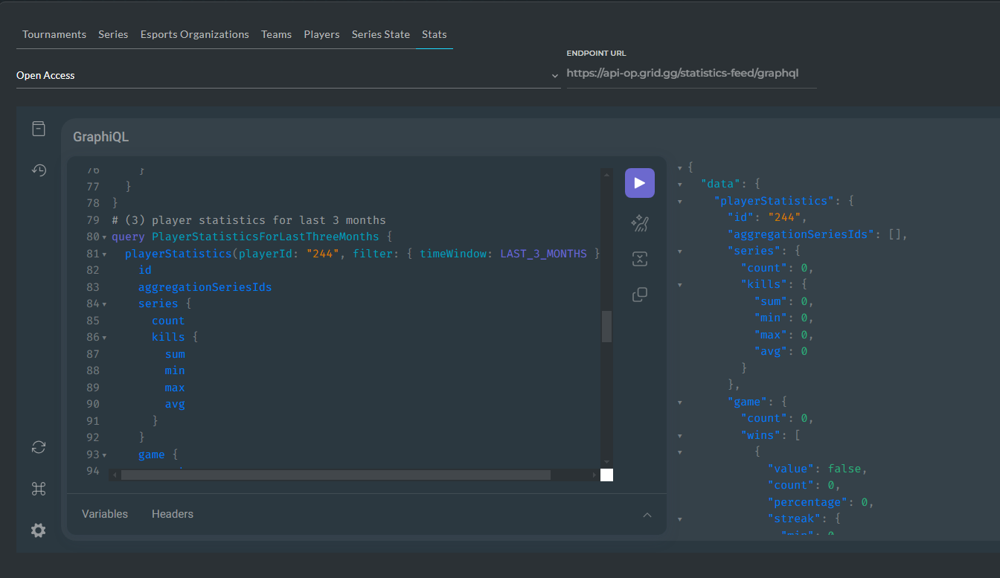 Tournaments Series Esports Organizations Teams Players Series State Stats
ENDPOINT URL
Open Access
https://api-op.grid.gg/statistics-feed/graphql
GraphiQL
76 }
77 }
78 }
79 # (3) player statistics for last 3 months
80 query PlayerStatisticsForLastThreeMonths {
81 playerStatistics(playerId: "244", filter: { timeWindow: LAST_3_MONTHS }
82 id
83 aggregationSeriesIds
84 series {
85 count
86 kills {
87 sum
88 min
89 max
90 avg
91 }
92 }
93 game {
94
Variables Headers
{
"data": {
"playerStatistics": {
"id": "244",
"aggregationSeriesIds": [],
"series": {
"count": 0,
"kills": {
"sum": 0,
"min": 0,
"max": 0,
"avg": 0
}
},
"game": {
"count": 0,
"wins": [
{
"value": false,
"count": 0,
"percentage": 0,
"streak": {
"min": 0